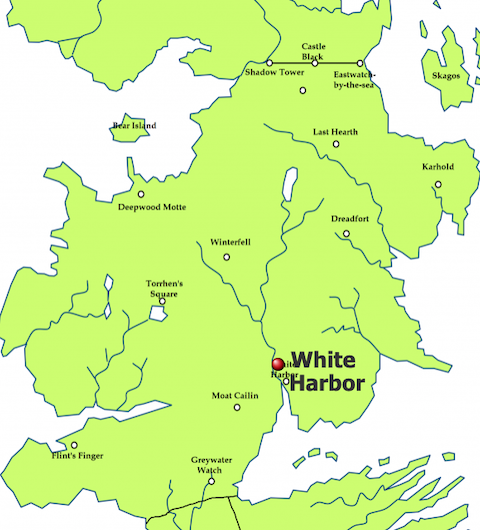 Castle
Black
Shadow Tower
Eastwatch-
by-the-sea
Skagos
Bear Island
Last Hearth
Karhold
Deepwood Motte
Dreadfort
Winterfell
Torrhen's
Square
White
Harbor
Harbor
Moat Cailin
Flint's Finger
Greywater
Watch